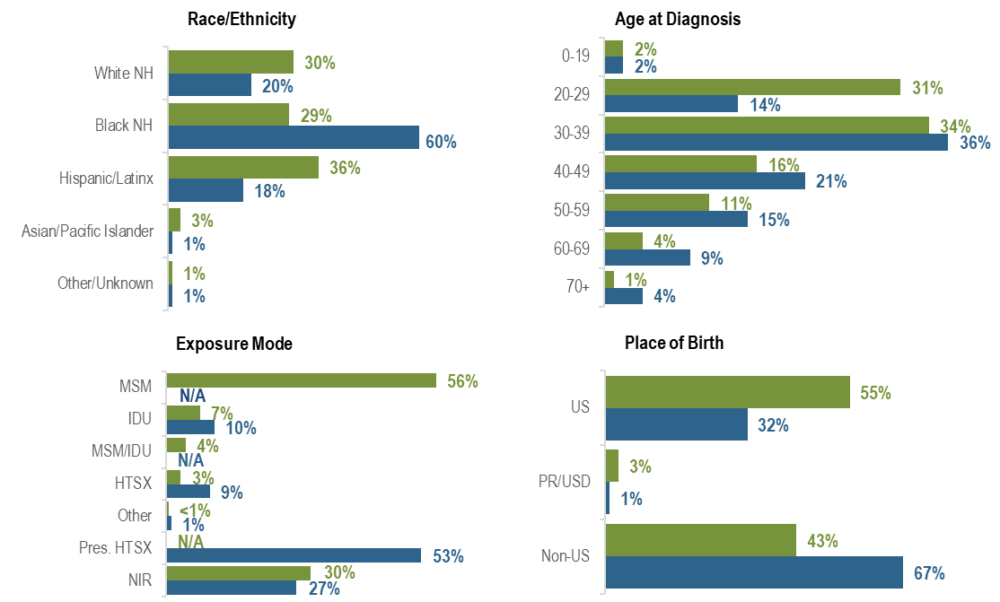 Race/Ethnicity
White NH
30%
20%
Black NH
29%
60%
Hispanic/Latinx
36%
18%
Asian/Pacific Islander
3%
1%
Other/Unknown
1%
1%
Age at Diagnosis
0-19
2%
2%
20-29
31%
14%
30-39
34%
36%
40-49
16%
21%
50-59
11%
15%
60-69
4%
9%
70+
1%
4%
Exposure Mode
MSM
56%
N/A
IDU
7%
10%
MSM/IDU
4%
N/A
HTSX
3%
9%
Other
<1%
1%
Pres. HTSX
N/A
53%
NIR
30%
27%
Place of Birth
US
55%
32%
PR/USD
3%
1%
Non-US
43%
67%